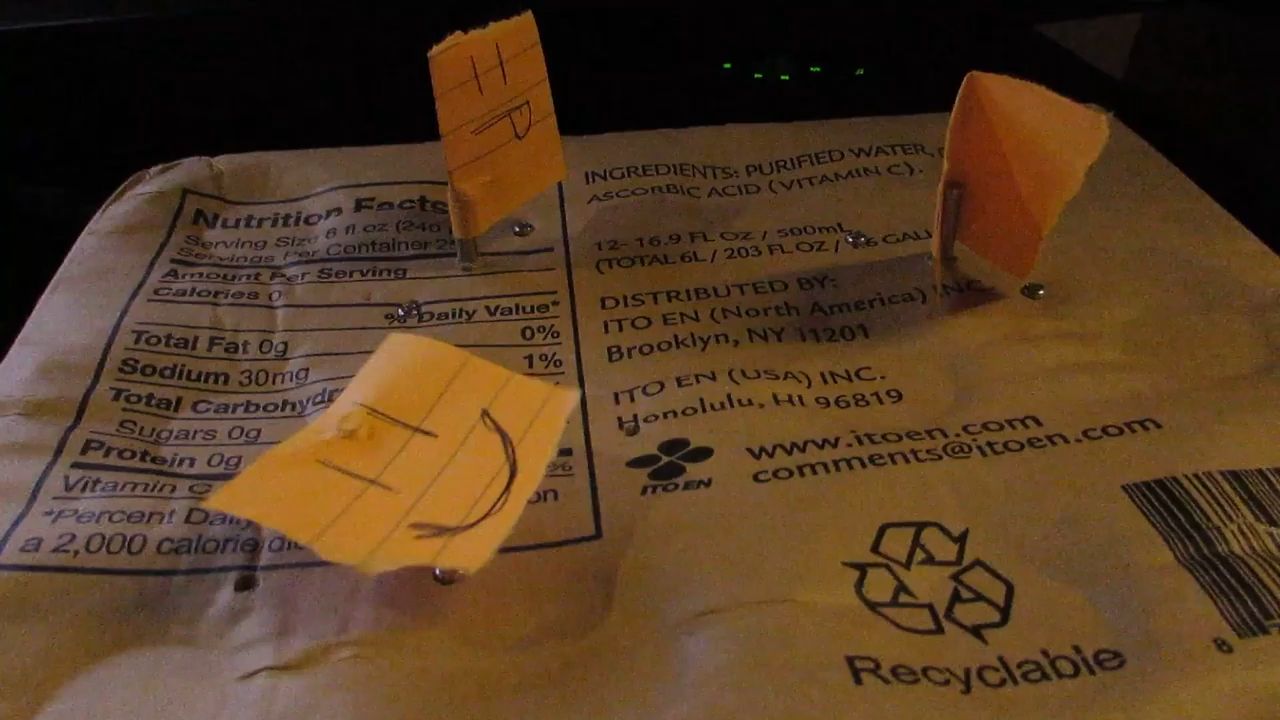 Nutrition Facts
Serving Size 8 fl.oz (240
Servings Per Container
Amount Per Serving
Calories 0
% Daily Value*
Total Fat 0g 0%
Sodium 30mg 1%
Total
Sugars 0g
Protein 0g
Vitamin C
*Percent
a 2,000 calorie
=P
INGREDIENTS: PURIFIED WATER,
ASCORBIC ACID (VITAMIN C).
12- 16.9 FL OZ / 500mL
(TOTAL 6L / 203 FL OZ /
DISTRIBUTED BY:
ITO EN (North America) INC.
Brooklyn, NY 11201
ITO EN (USA) INC.
Honolulu, HI 96819
ITO EN
www.itoen.com
comments@itoen.com
Recyclable
8